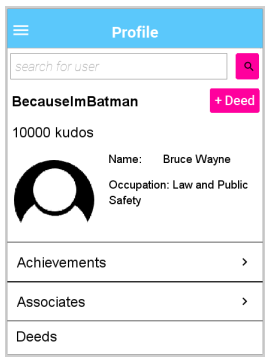 Profile
search for user
BecauseImBatman
+ Deed
10000 kudos
Name: Bruce Wayne
Occupation: Law and Public
Safety
Achievements
Associates
Deeds